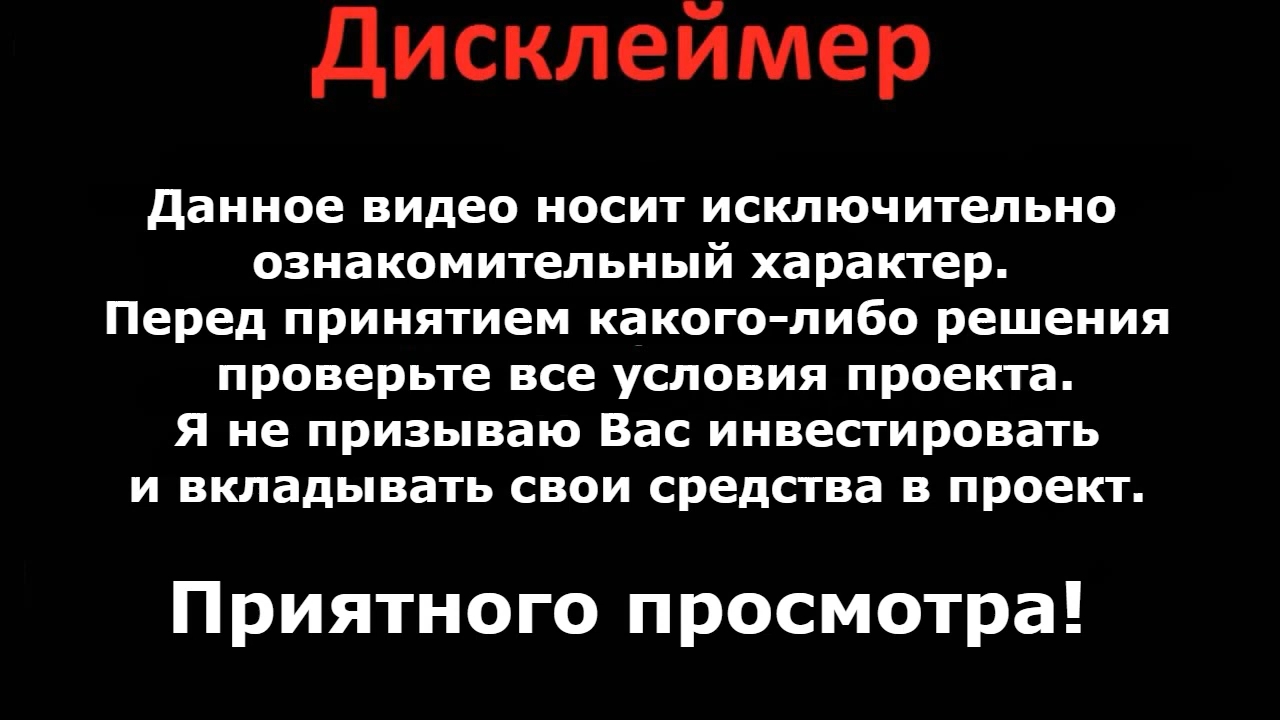 Дисклеймер
Данное видео носит исключительно
ознакомительный характер.
Перед принятием какого-либо решения
проверьте все условия проекта.
Я не призываю Вас инвестировать
и вкладывать свои средства в проект.
Приятного просмотра!